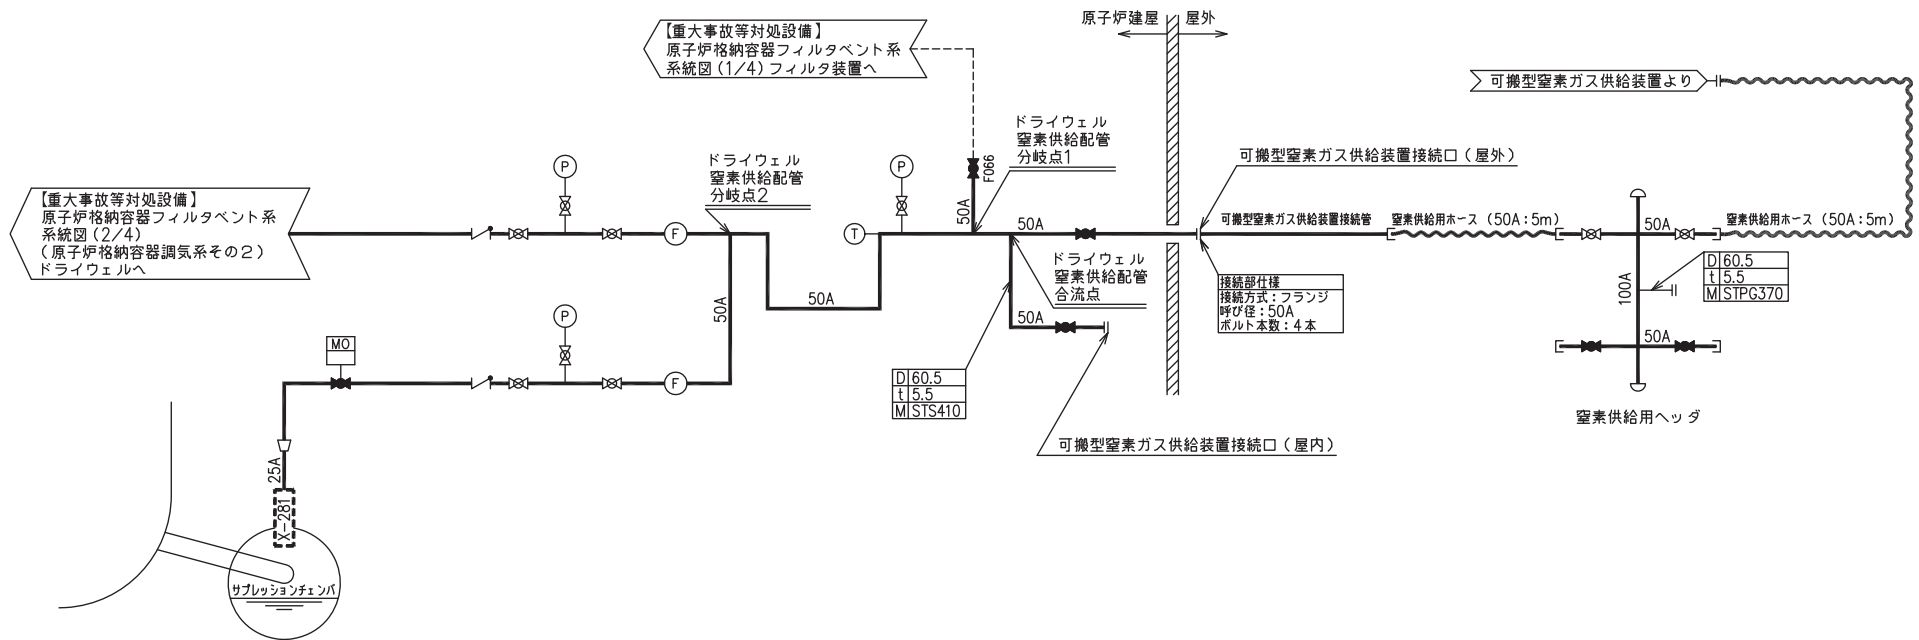 【重大事故等対処設備】
原子炉格納容器フィルタベント系
系統図(1/4)フィルタ装置へ
原子炉建屋
屋外
可搬型窒素ガス供給装置より
F066
50A
ドライウェル
窒素供給配管
分岐点1
可搬型窒素ガス供給装置接続口(屋外)
P
P
ドライウェル
窒素供給配管
分岐点2
【重大事故等対処設備】
原子炉格納容器フィルタベント系
系統図(2/4)
(原子炉格納容器調気系その2)
ドライウェルへ
F
T
50A
可搬型窒素ガス供給装置接続管
窒素供給用ホース(50A:5m)
50A
窒素供給用ホース(50A:5m)
ドライウェル
窒素供給配管
合流点
D 60.5
t 5.5
M STPG370
100A
接続部仕様
接続方式:フランジ
呼び径:50A
ボルト本数:4本
50A
50A
50A
50A
P
MO
F
D 60.5
t 5.5
M STS410
窒素供給用ヘッダ
可搬型窒素ガス供給装置接続口(屋内)
25A
X-281
サプレッションチェンバ